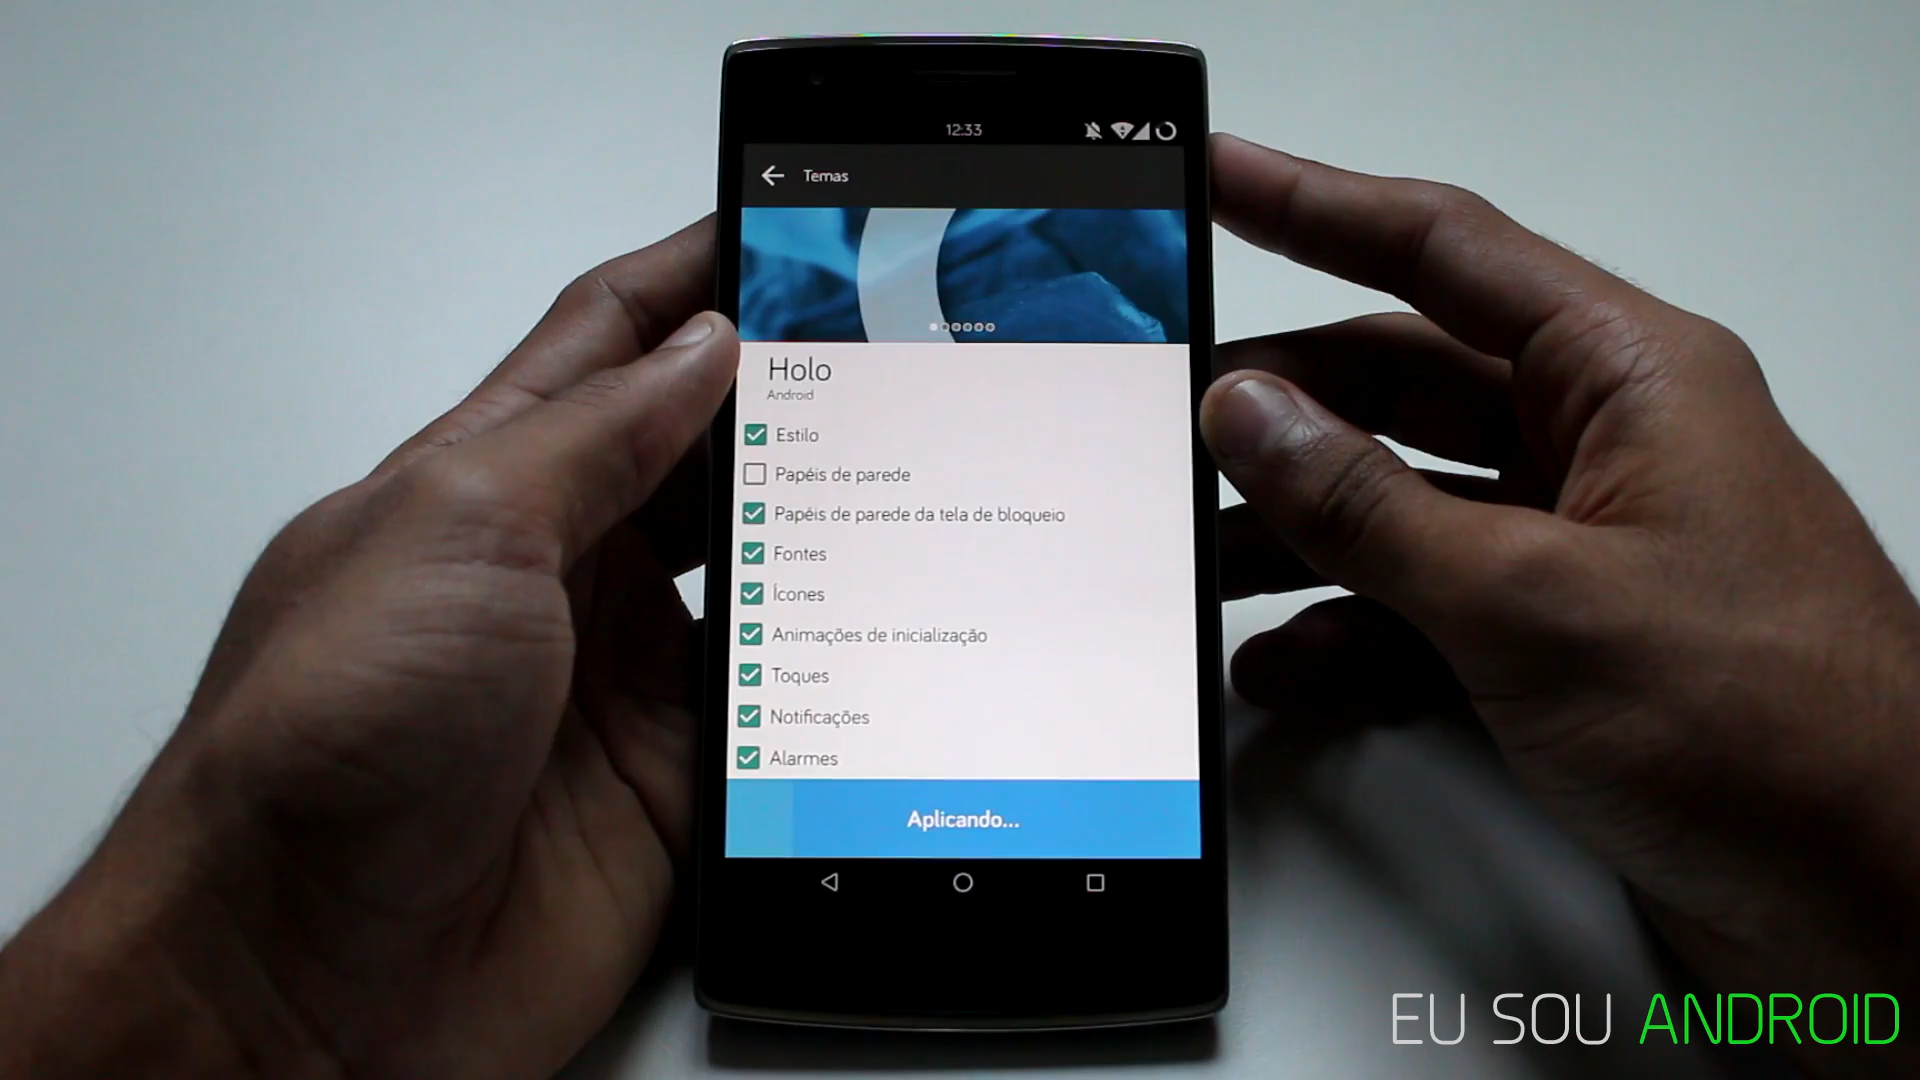 12:33
Temas
Holo
Android
Estilo
Papéis de parede
Papéis de parede da tela de bloqueio
Fontes
Ícones
Animações de inicialização
Toques
Notificações
Alarmes
Aplicando...
EU SOU ANDROID